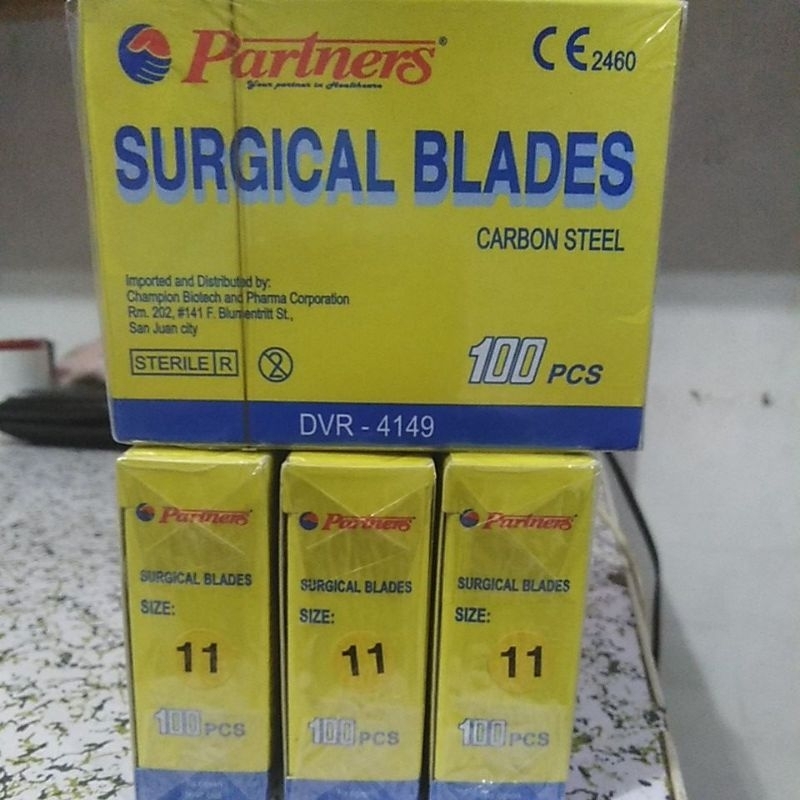 Partners®
Your partner in Healthcare
CE 2460
SURGICAL BLADES
CARBON STEEL
Imported and Distributed by:
Champion Biotech and Pharma Corporation
Rm. 202, #141 F. Blumentritt St.,
San Juan city
STERILE R
2
100 PCS
DVR - 4149
Partners
SURGICAL BLADES
SIZE:
11
100 PCS
Partners
SURGICAL BLADES
SIZE:
11
100 PCS
Partners
SURGICAL BLADES
SIZE:
11
100 PCS